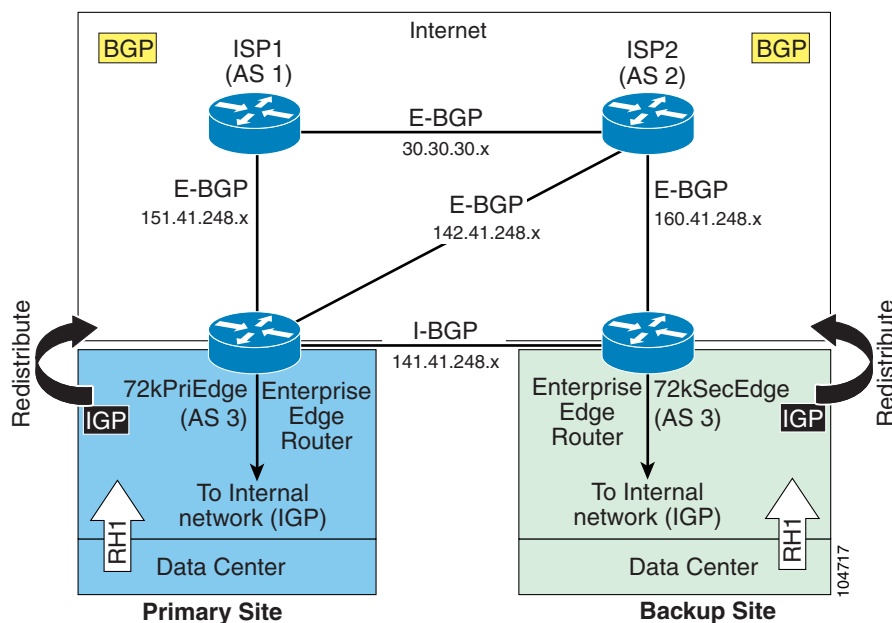 Internet
BGP
ISP1
(AS 1)
ISP2
(AS 2)
BGP
E-BGP
30.30.30.x
E-BGP
151.41.248.x
E-BGP
142.41.248.x
E-BGP
160.41.248.x
Redistribute
I-BGP
141.41.248.x
Redistribute
IGP
72kPriEdge
(AS 3)
Enterprise
Edge
Router
Enterprise
Edge
Router
72kSecEdge
(AS 3)
IGP
To Internal
network (IGP)
To Internal
network (IGP)
RH1
RH1
Data Center
Data Center
104717
Primary Site
Backup Site